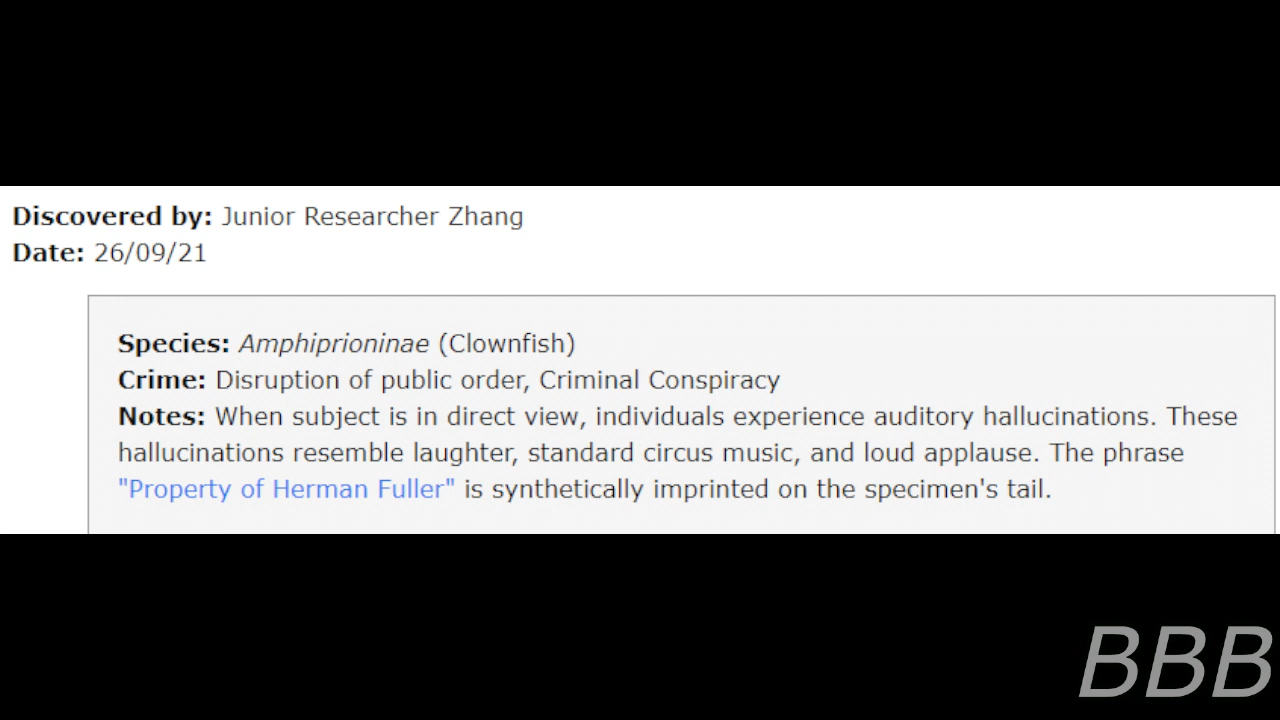 Discovered by: Junior Researcher Zhang
Date: 26/09/21
Species: Amphiprioninae (Clownfish)
Crime: Disruption of public order, Criminal Conspiracy
Notes: When subject is in direct view, individuals experience auditory hallucinations. These
hallucinations resemble laughter, standard circus music, and loud applause. The phrase
"Property of Herman Fuller" is synthetically imprinted on the specimen's tail.
BBB